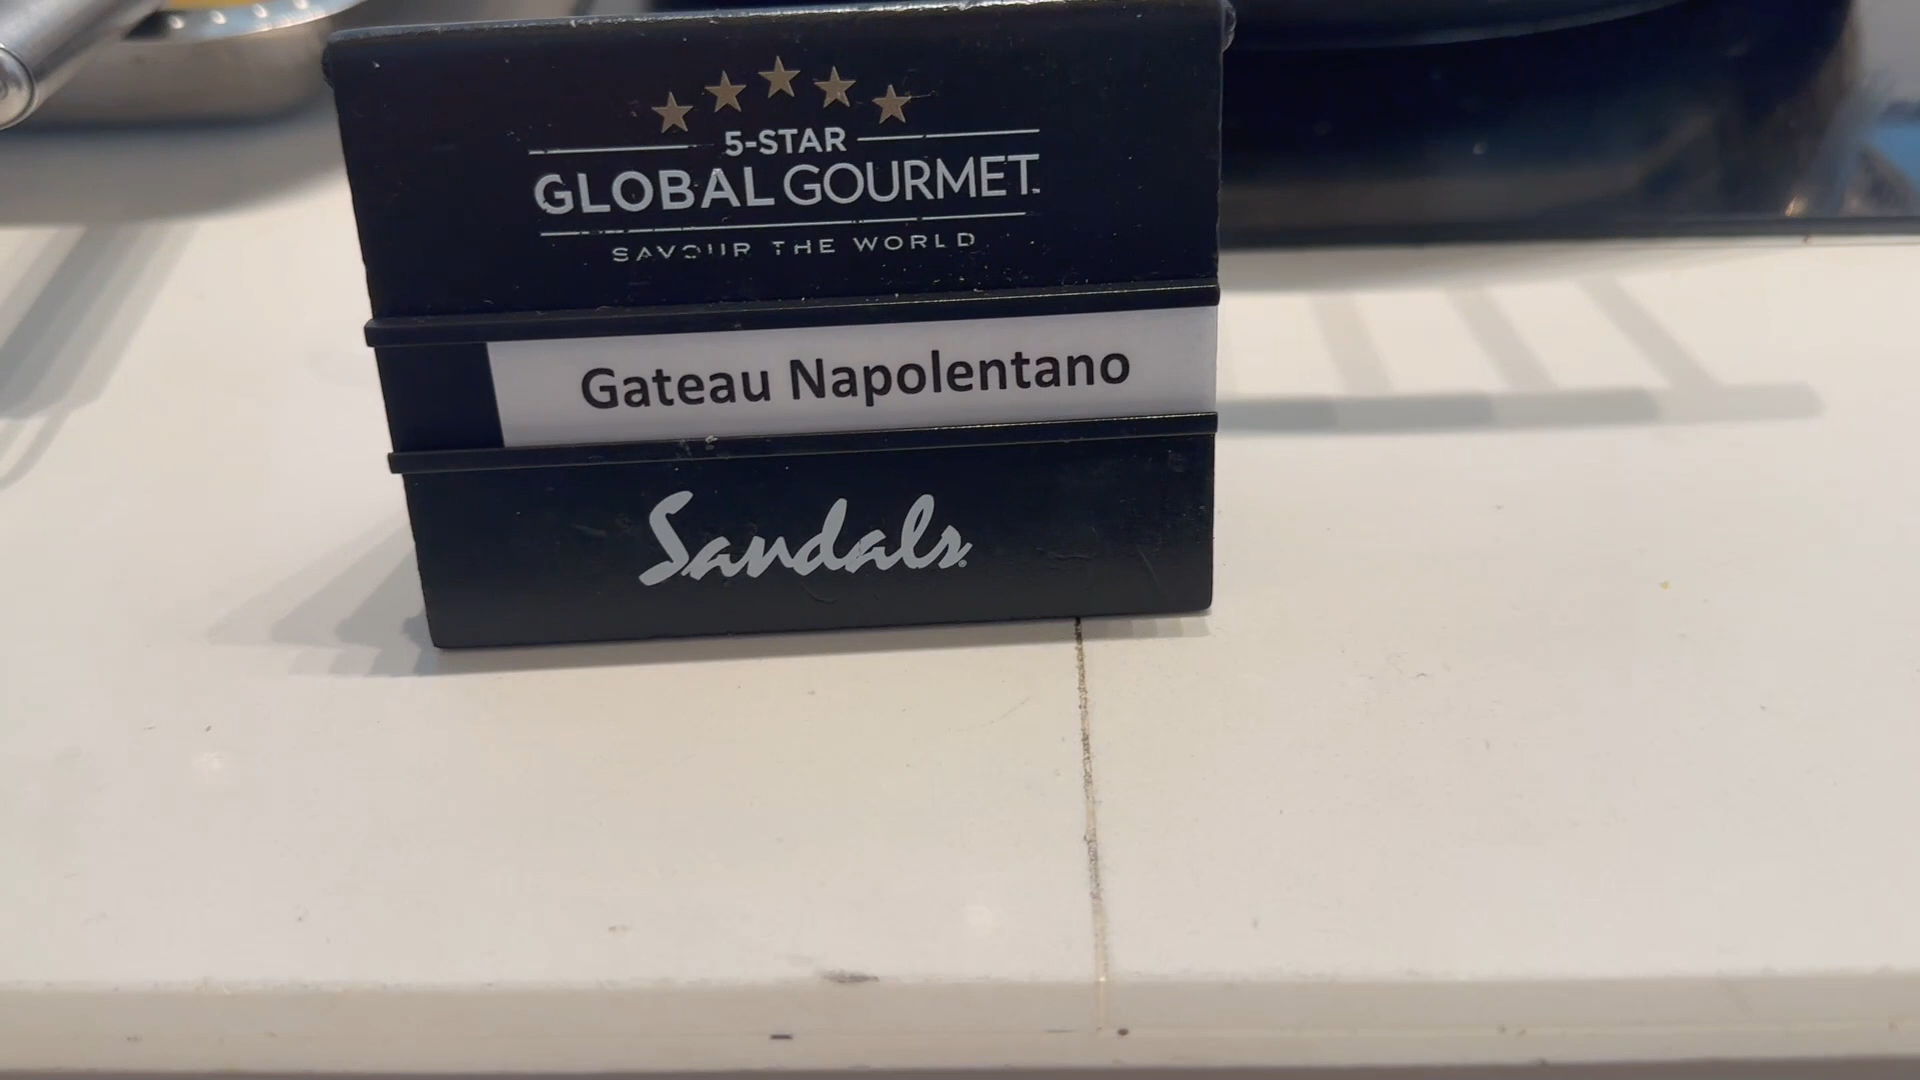 5-STAR
GLOBAL GOURMET
SAVOUR THE WORLD
Gateau Napolentano
Sandals